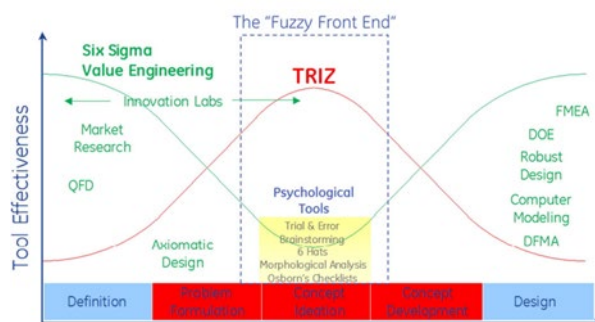 The "Fuzzy Front End"
Six Sigma
Value Engineering
TRIZ
Innovation Labs
Market
Research
QFD
Axiomatic
Design
Psychological
Tools
Trial & Error
Brainstorming
6 Hats
Morphological Analysis
Osborn's Checklists
FMEA
DOE
Robust
Design
Computer
Modeling
DFMA
Tool Effectiveness
Definition
Problem
Formulation
Concept
Ideation
Concept
Development
Design